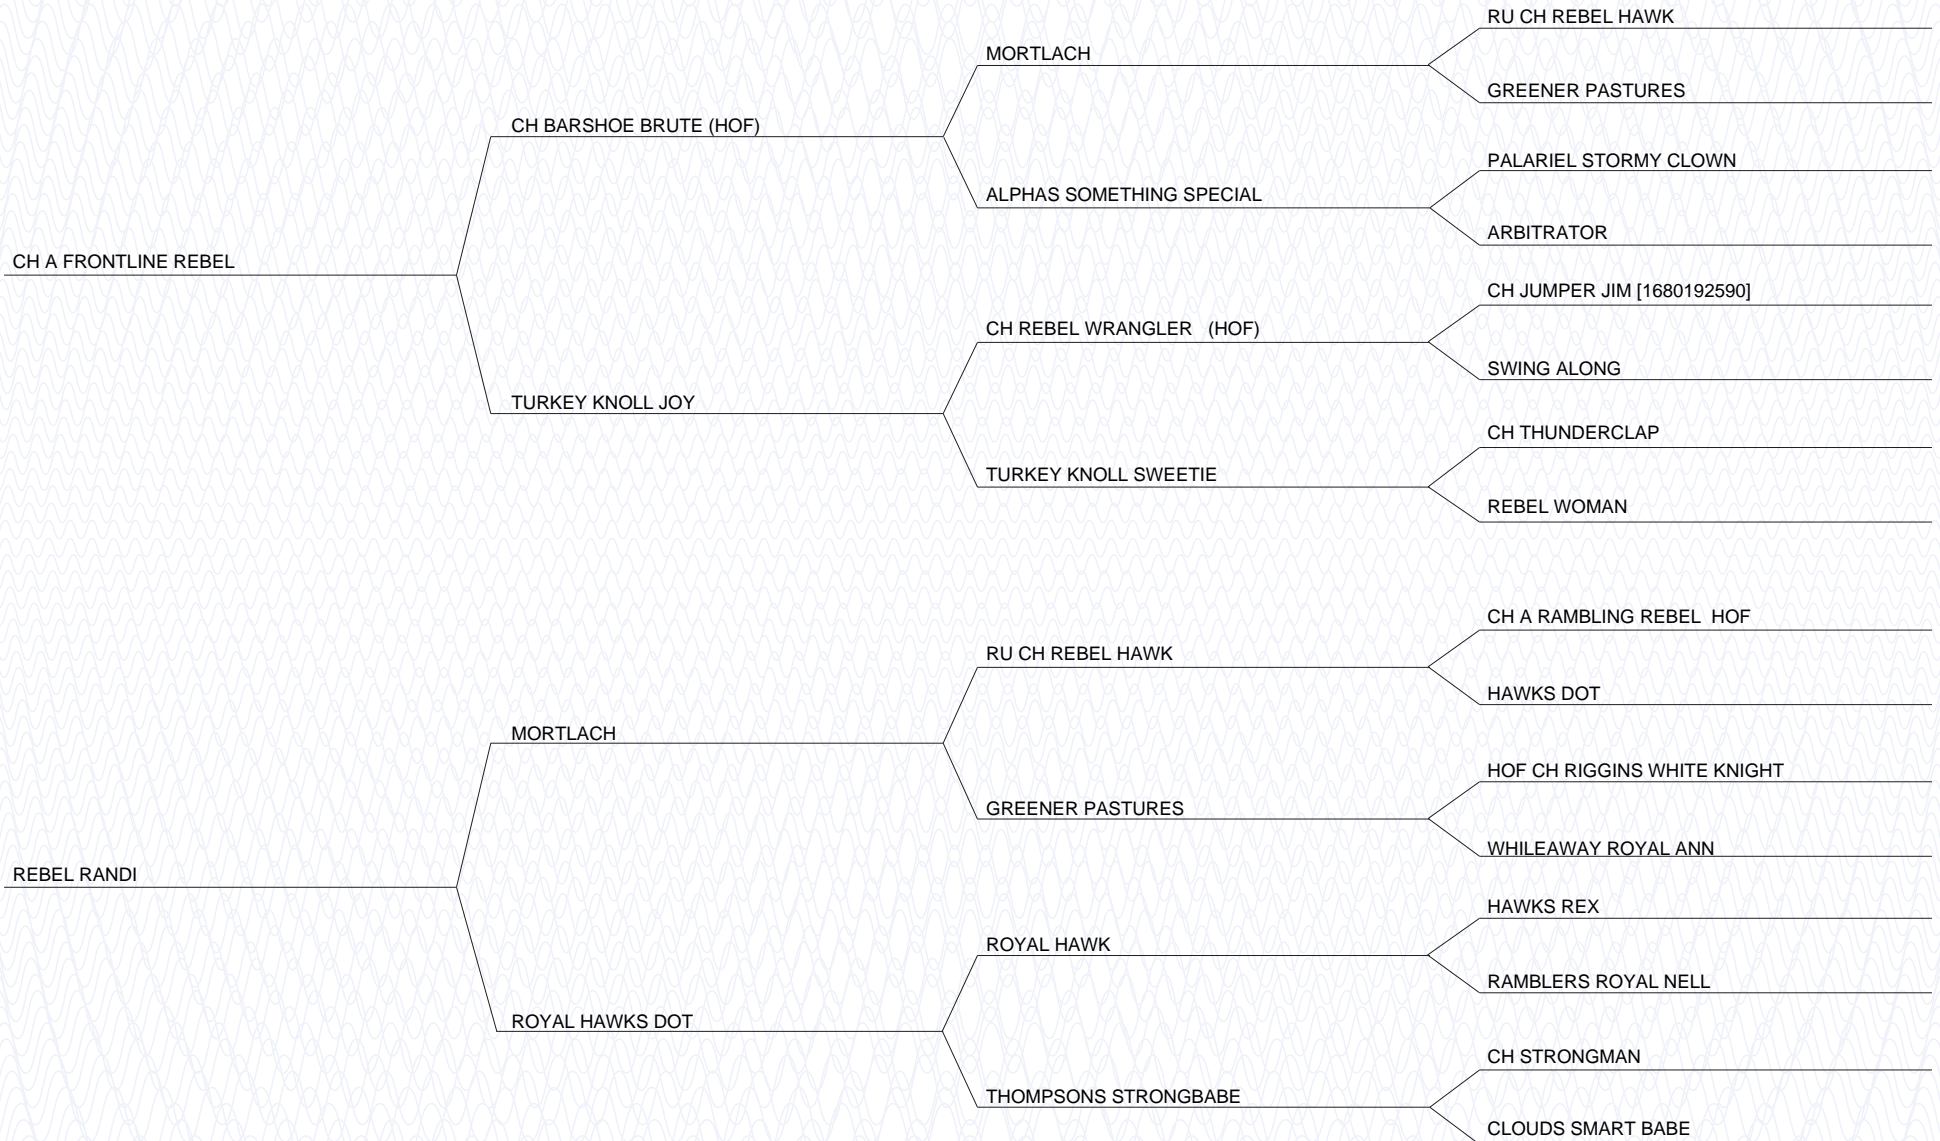 RU CH REBEL HAWK
MORTLACH
GREENER PASTURES
CH BARSHOE BRUTE (HOF)
PALARIEL STORMY CLOWN
ALPHAS SOMETHING SPECIAL
ARBITRATOR
CH A FRONTLINE REBEL
CH JUMPER JIM [1680192590]
CH REBEL WRANGLER (HOF)
SWING ALONG
TURKEY KNOLL JOY
CH THUNDERCLAP
TURKEY KNOLL SWEETIE
REBEL WOMAN
CH A RAMBLING REBEL HOF
RU CH REBEL HAWK
HAWKS DOT
MORTLACH
HOF CH RIGGINS WHITE KNIGHT
GREENER PASTURES
WHILEAWAY ROYAL ANN
REBEL RANDI
HAWKS REX
ROYAL HAWK
RAMBLERS ROYAL NELL
ROYAL HAWKS DOT
CH STRONGMAN
THOMPSONS STRONGBABE
CLOUDS SMART BABE